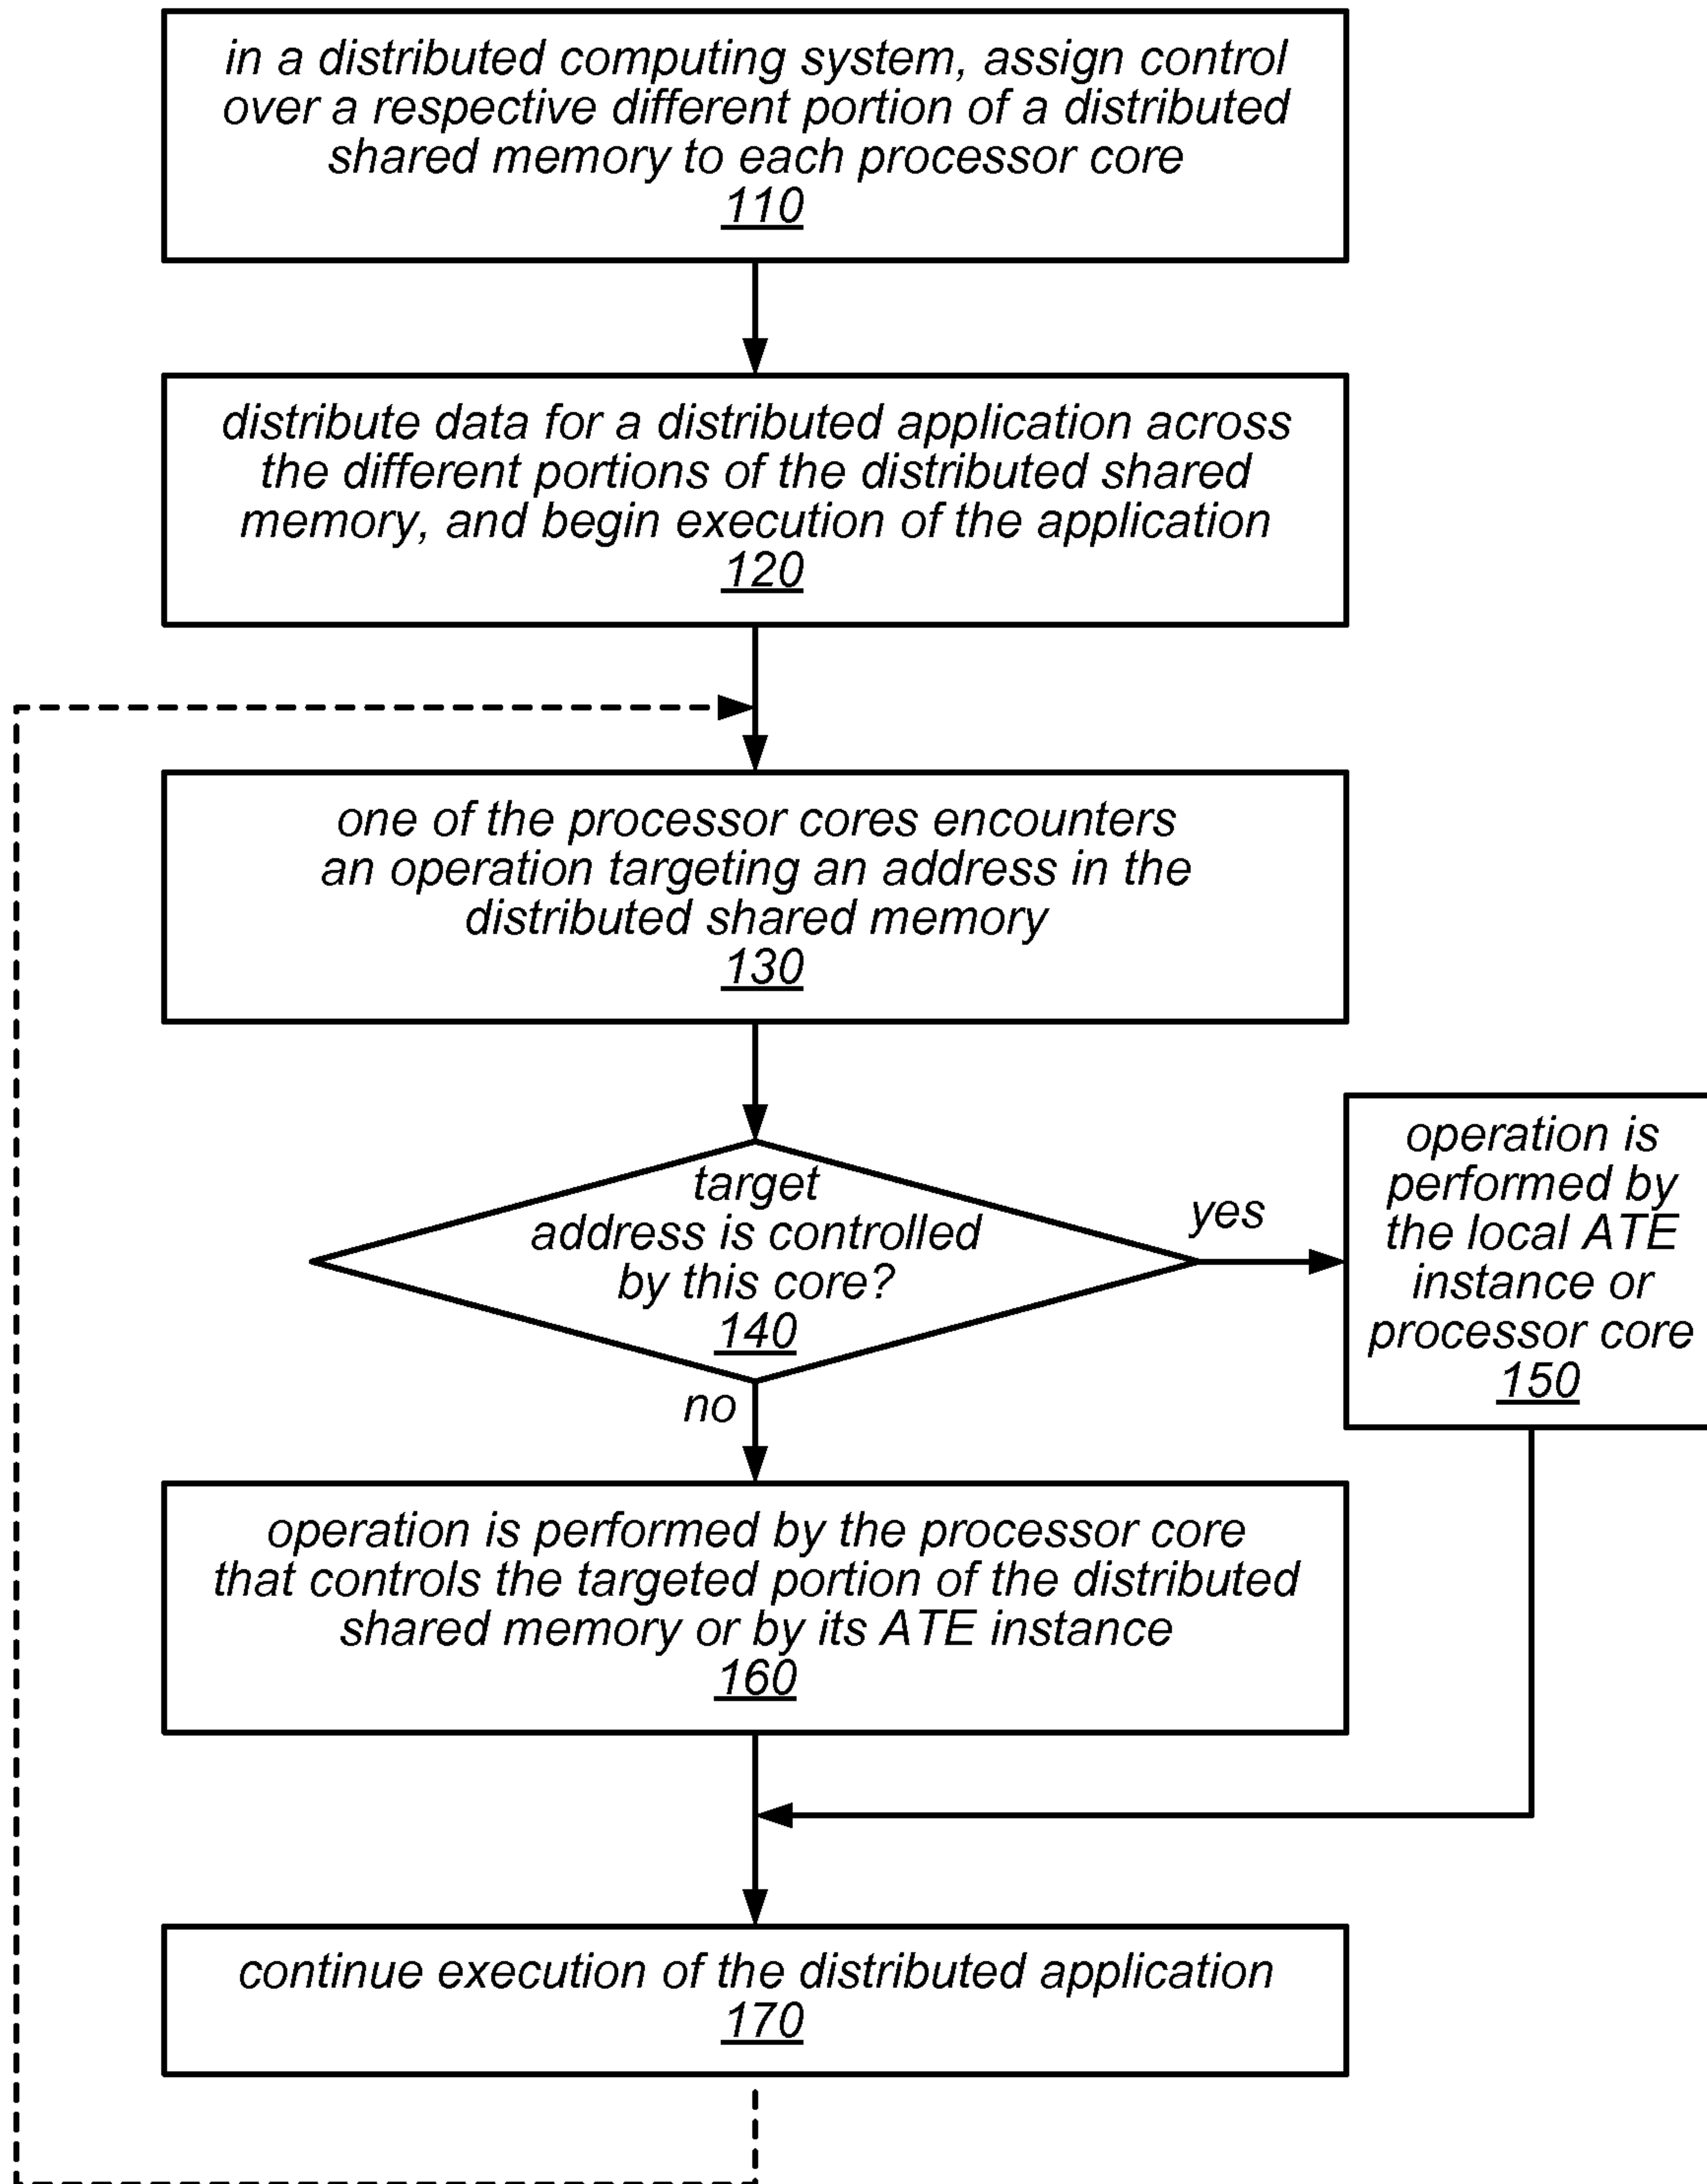 in a distributed computing system, assign control
over a respective different portion of a distributed
shared memory to each processor core
110
distribute data for a distributed application across
the different portions of the distributed shared
memory, and begin execution of the application
120
one of the processor cores encounters
an operation targeting an address in the
distributed shared memory
130
target
address is controlled
by this core?
140
yes
operation is
performed by
the local ATE
instance or
processor core
150
no
operation is performed by the processor core
that controls the targeted portion of the distributed
shared memory or by its ATE instance
160
continue execution of the distributed application
170